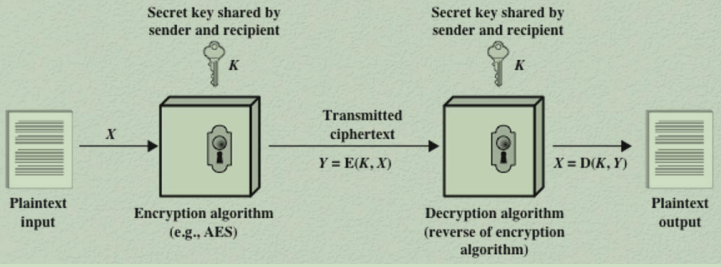 Secret key shared by
sender and recipient
K
Secret key shared by
sender and recipient
K
X
Transmitted
ciphertext
Y = E(K, X)
X = D(K, Y)
Plaintext
input
Encryption algorithm
(e.g., AES)
Decryption algorithm
(reverse of encryption
algorithm)
Plaintext
output